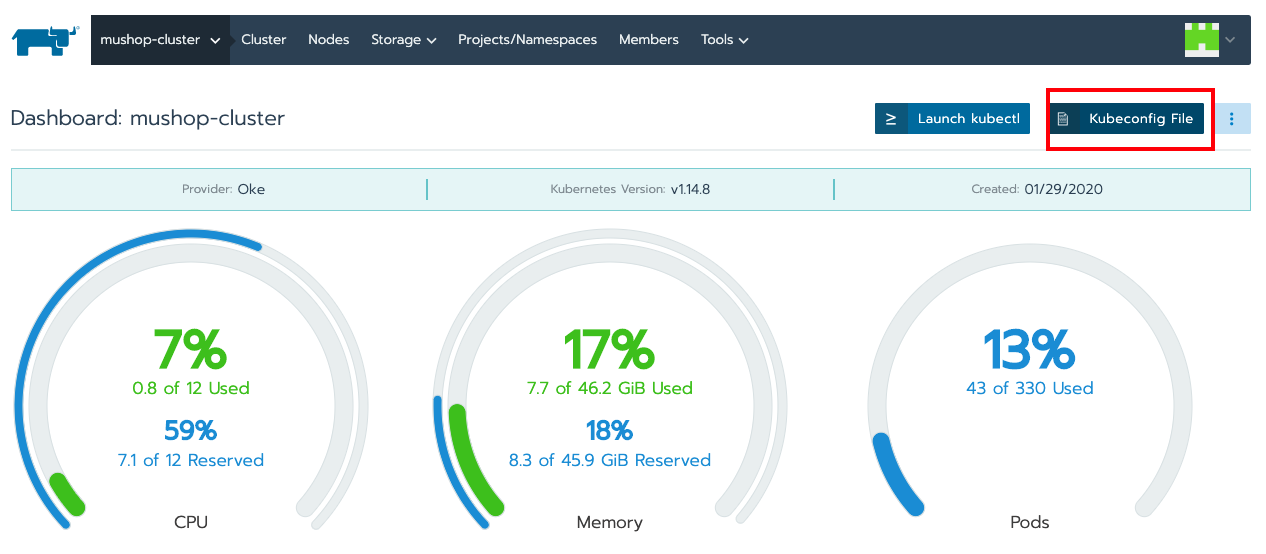 mushop-cluster Cluster Nodes Storage Projects/Namespaces Members Tools
Dashboard: mushop-cluster
≥ Launch kubectl Kubeconfig File
Provider: Oke Kubernetes Version: v1.14.8 Created: 01/29/2020
7%
0.8 of 12 Used
59%
7.1 of 12 Reserved
CPU
17%
7.7 of 46.2 GiB Used
18%
8.3 of 45.9 GiB Reserved
Memory
13%
43 of 330 Used
Pods